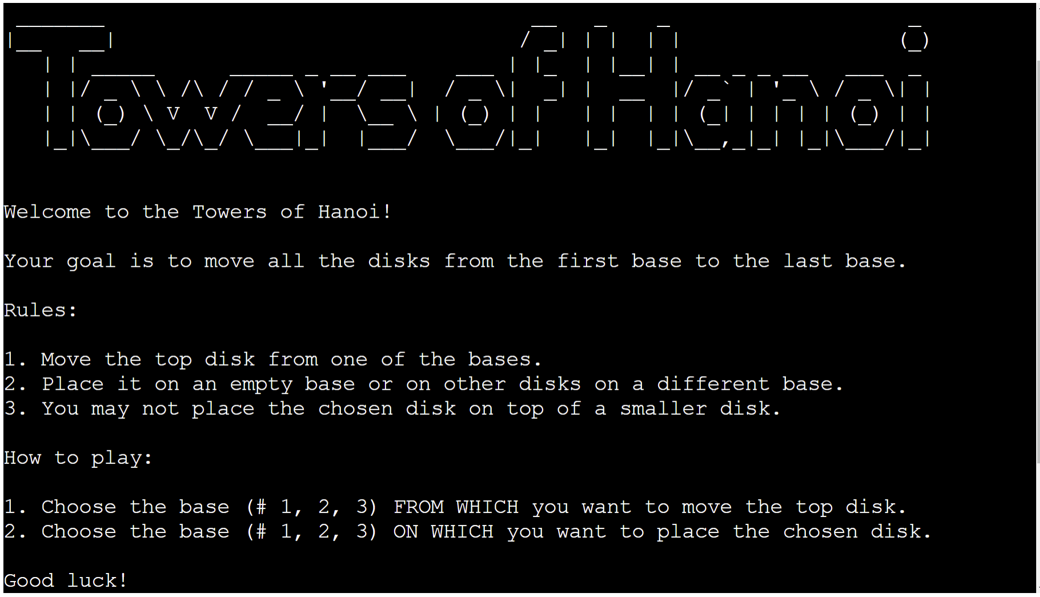 Towers of Hanoi
Welcome to the Towers of Hanoi!
Your goal is to move all the disks from the first base to the last base.
Rules:
1. Move the top disk from one of the bases.
2. Place it on an empty base or on other disks on a different base.
3. You may not place the chosen disk on top of a smaller disk.
How to play:
1. Choose the base (# 1, 2, 3) FROM WHICH you want to move the top disk.
2. Choose the base (# 1, 2, 3) ON WHICH you want to place the chosen disk.
Good luck!